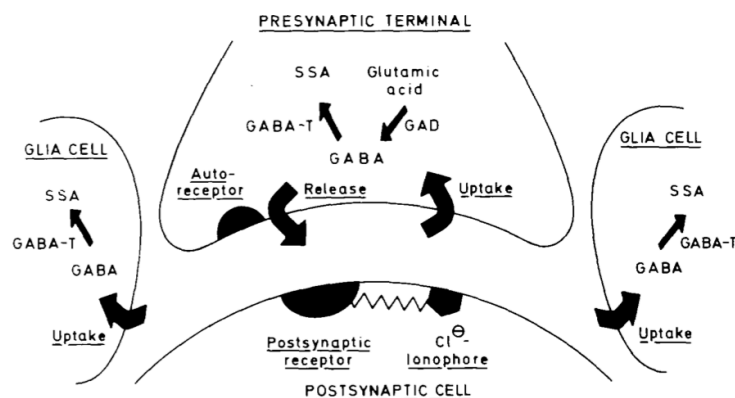 PRESYNAPTIC TERMINAL
SSA
Glutamic
acid
GABA-T
GAD
GABA
Auto-
receptor
Release
Uptake
GLIA CELL
SSA
GABA-T
GABA
Uptake
GLIA CELL
SSA
GABA-T
GABA
Uptake
Postsynaptic
receptor
Cl⊖-
Ionophore
POSTSYNAPTIC CELL